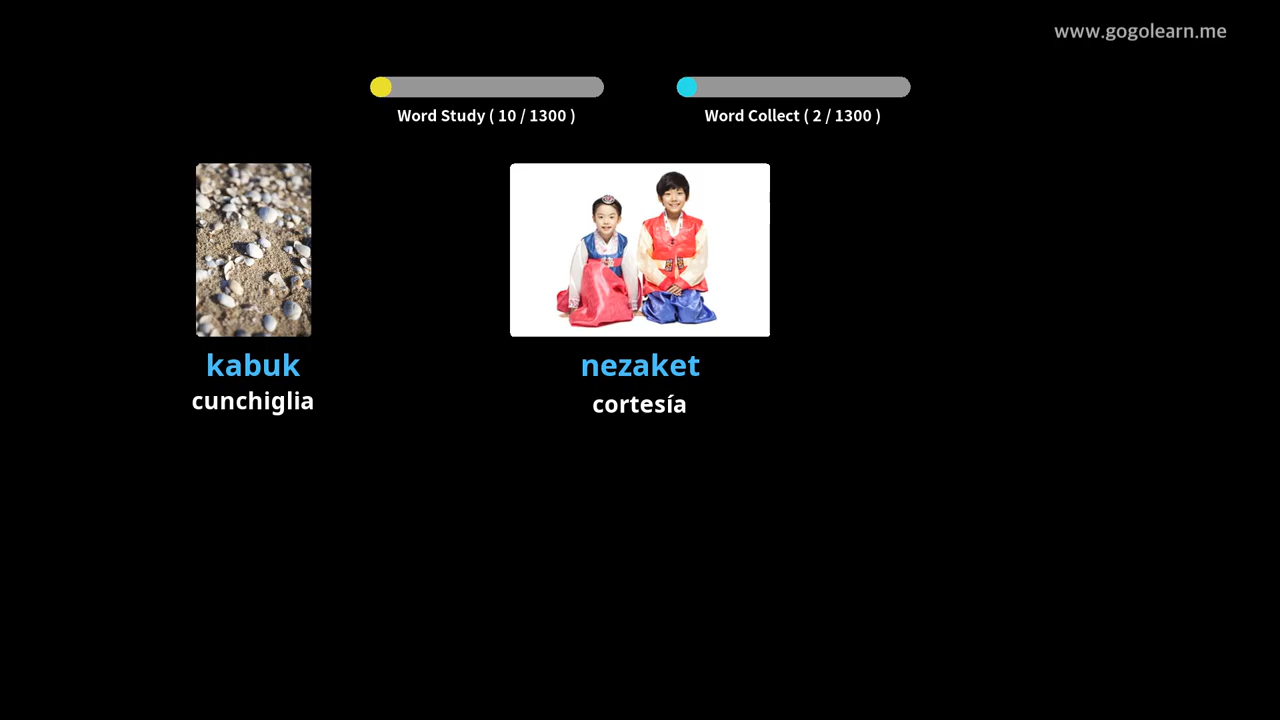 www.gogolearn.me
Word Study ( 10 / 1300 )
Word Collect ( 2 / 1300 )
kabuk
cunchiglia
nezaket
cortesía